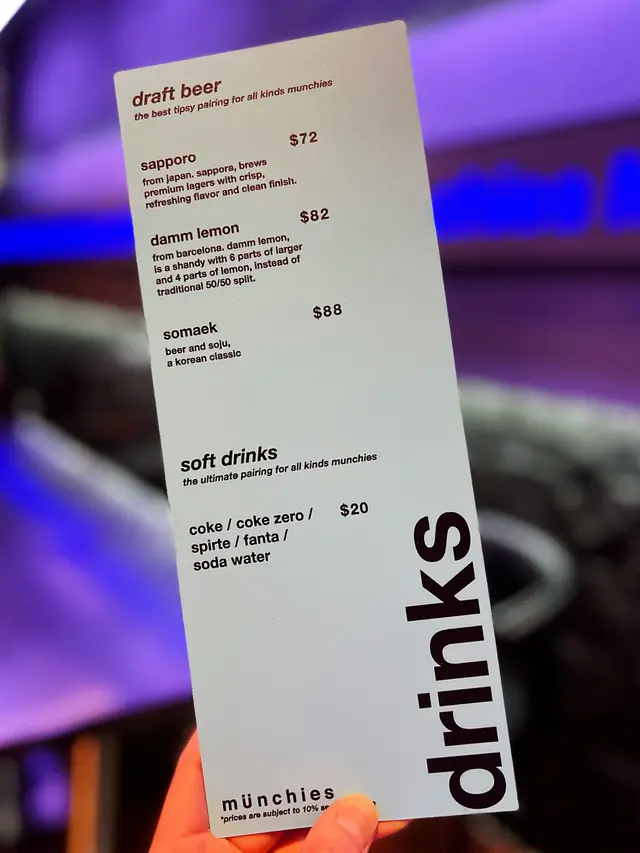 draft beer
the best tipsy pairing for all kinds munchies
sapporo $72
from japan. sappora, brews
premium lagers with crisp,
refreshing flavor and clean finish.
damm lemon $82
from barcelona. damm lemon,
is a shandy with 6 parts of larger
and 4 parts of lemon, instead of
traditional 50/50 split.
somaek $88
beer and soju,
a korean classic
soft drinks
the ultimate pairing for all kinds munchies
coke / coke zero / $20
spirte / fanta /
soda water
drinks
münchies
*prices are subject to 10%